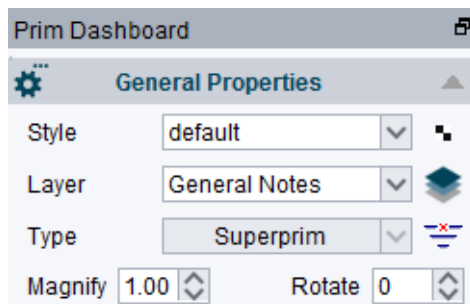 Prim Dashboard
General Properties
Style default
Layer General Notes
Type Superprim
Magnify 1.00 Rotate 0